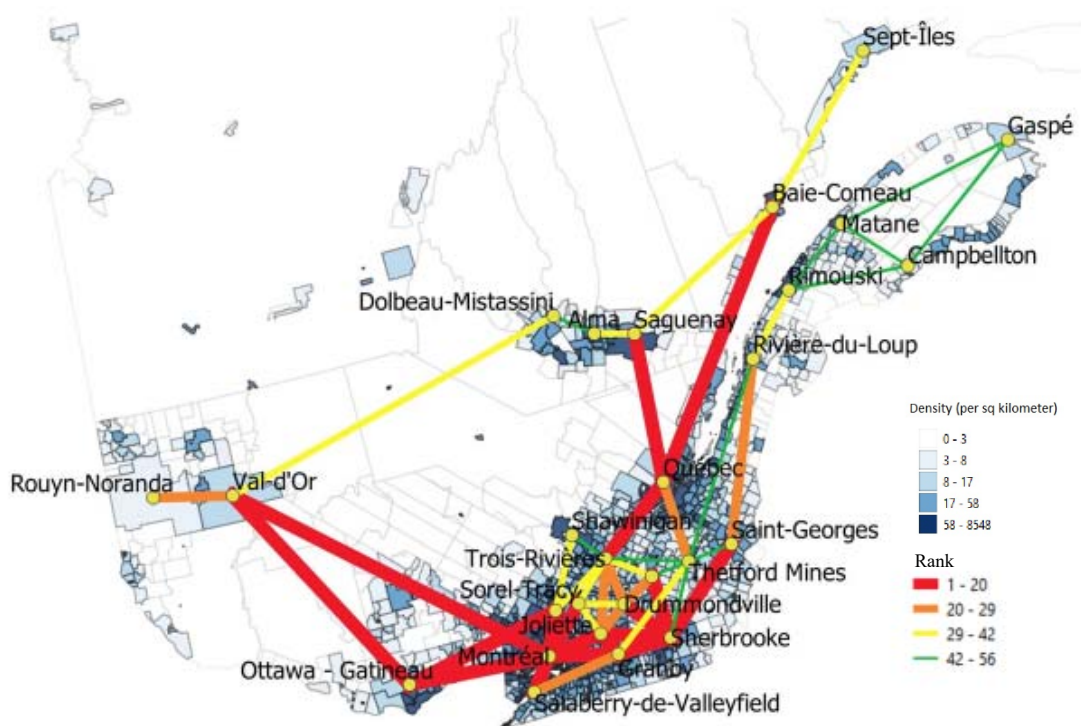 Sept-Îles
Gaspé
Baie-Comeau
Matane
Campbellton
Rimouski
Dolbeau-Mistassini
Alma
Saguenay
Rivière-du-Loup
Density (per sq kilometer)
0 - 3
3 - 8
8 - 17
17 - 58
58 - 8548
Rouyn-Noranda
Val-d'Or
Québec
Shawinigan
Saint-Georges
Trois-Rivières
Thetford Mines
Sorel-Tracy
Drummondville
Joliette
Sherbrooke
Montréal
Granby
Ottawa - Gatineau
Salaberry-de-Valleyfield
Rank
1 - 20
20 - 29
29 - 42
42 - 56